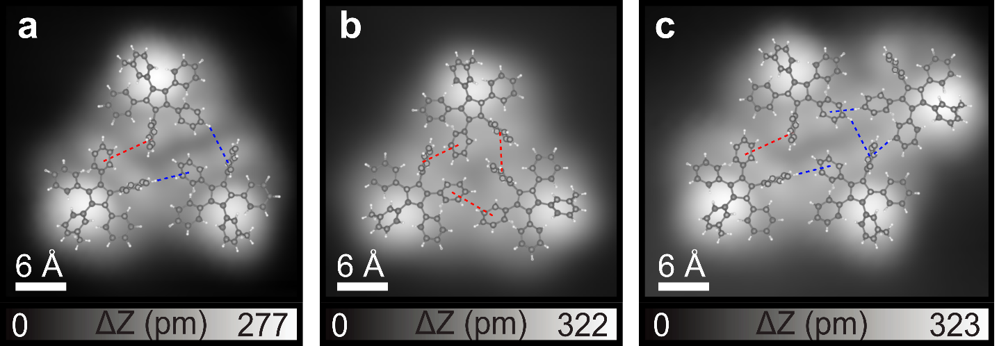 a
6 Å
0 ΔZ (pm) 277
b
6 Å
0 ΔZ (pm) 322
c
6 Å
0 ΔZ (pm) 323